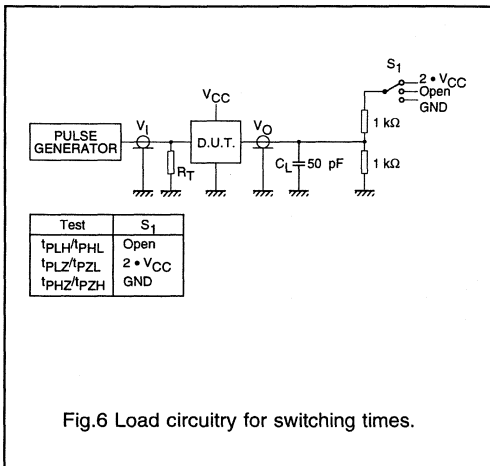 S1
2 • VCC
Open
GND
VCC
VI
VO
PULSE GENERATOR
D.U.T.
1 kΩ
RT
CL 50 pF
1 kΩ
Test S1
tPLH/tPHL Open
tPLZ/tPZL 2 • VCC
tPHZ/tPZH GND
Fig.6 Load circuitry for switching times.